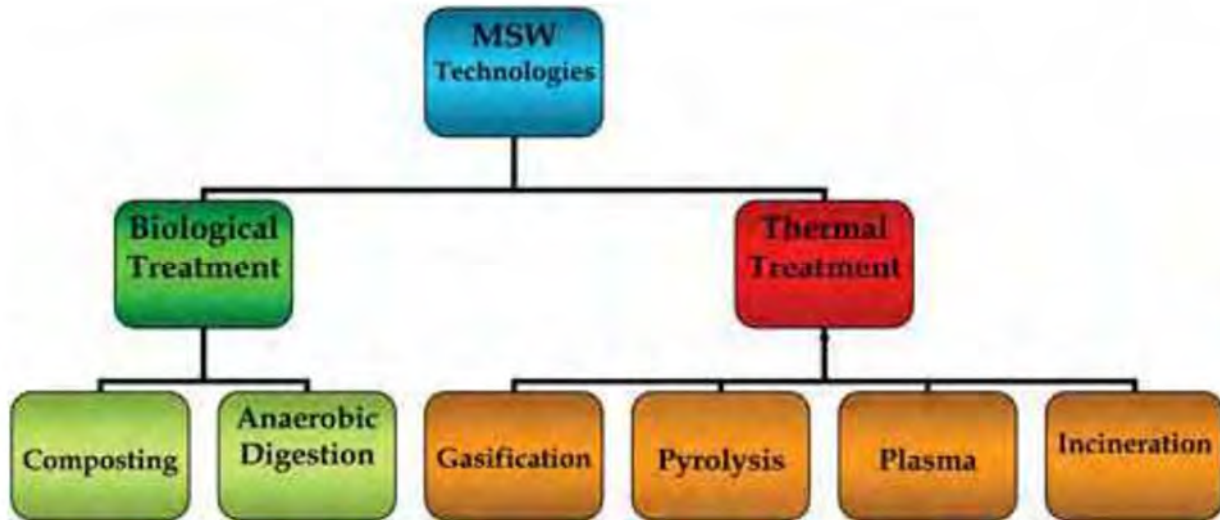 MSW
Technologies
Biological
Treatment
Thermal
Treatment
Composting
Anaerobic
Digestion
Gasification
Pyrolysis
Plasma
Incineration